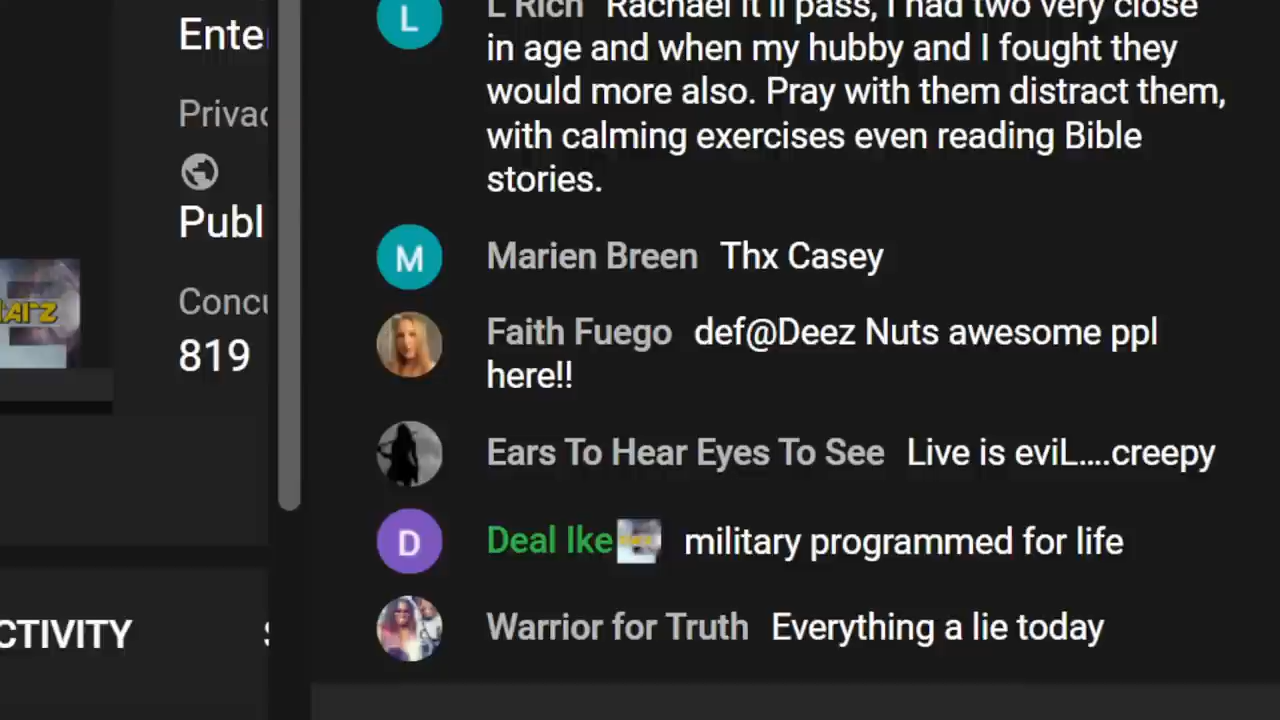 Ente
Privac
Publ
Concu
819
CTIVITY
L
L Rich Rachael it'll pass, I had two very close
in age and when my hubby and I fought they
would more also. Pray with them distract them,
with calming exercises even reading Bible
stories.
M
Marien Breen Thx Casey
Faith Fuego def@Deez Nuts awesome ppl
here!!
Ears To Hear Eyes To See Live is eviL....creepy
D
Deal Ike military programmed for life
Warrior for Truth Everything a lie today